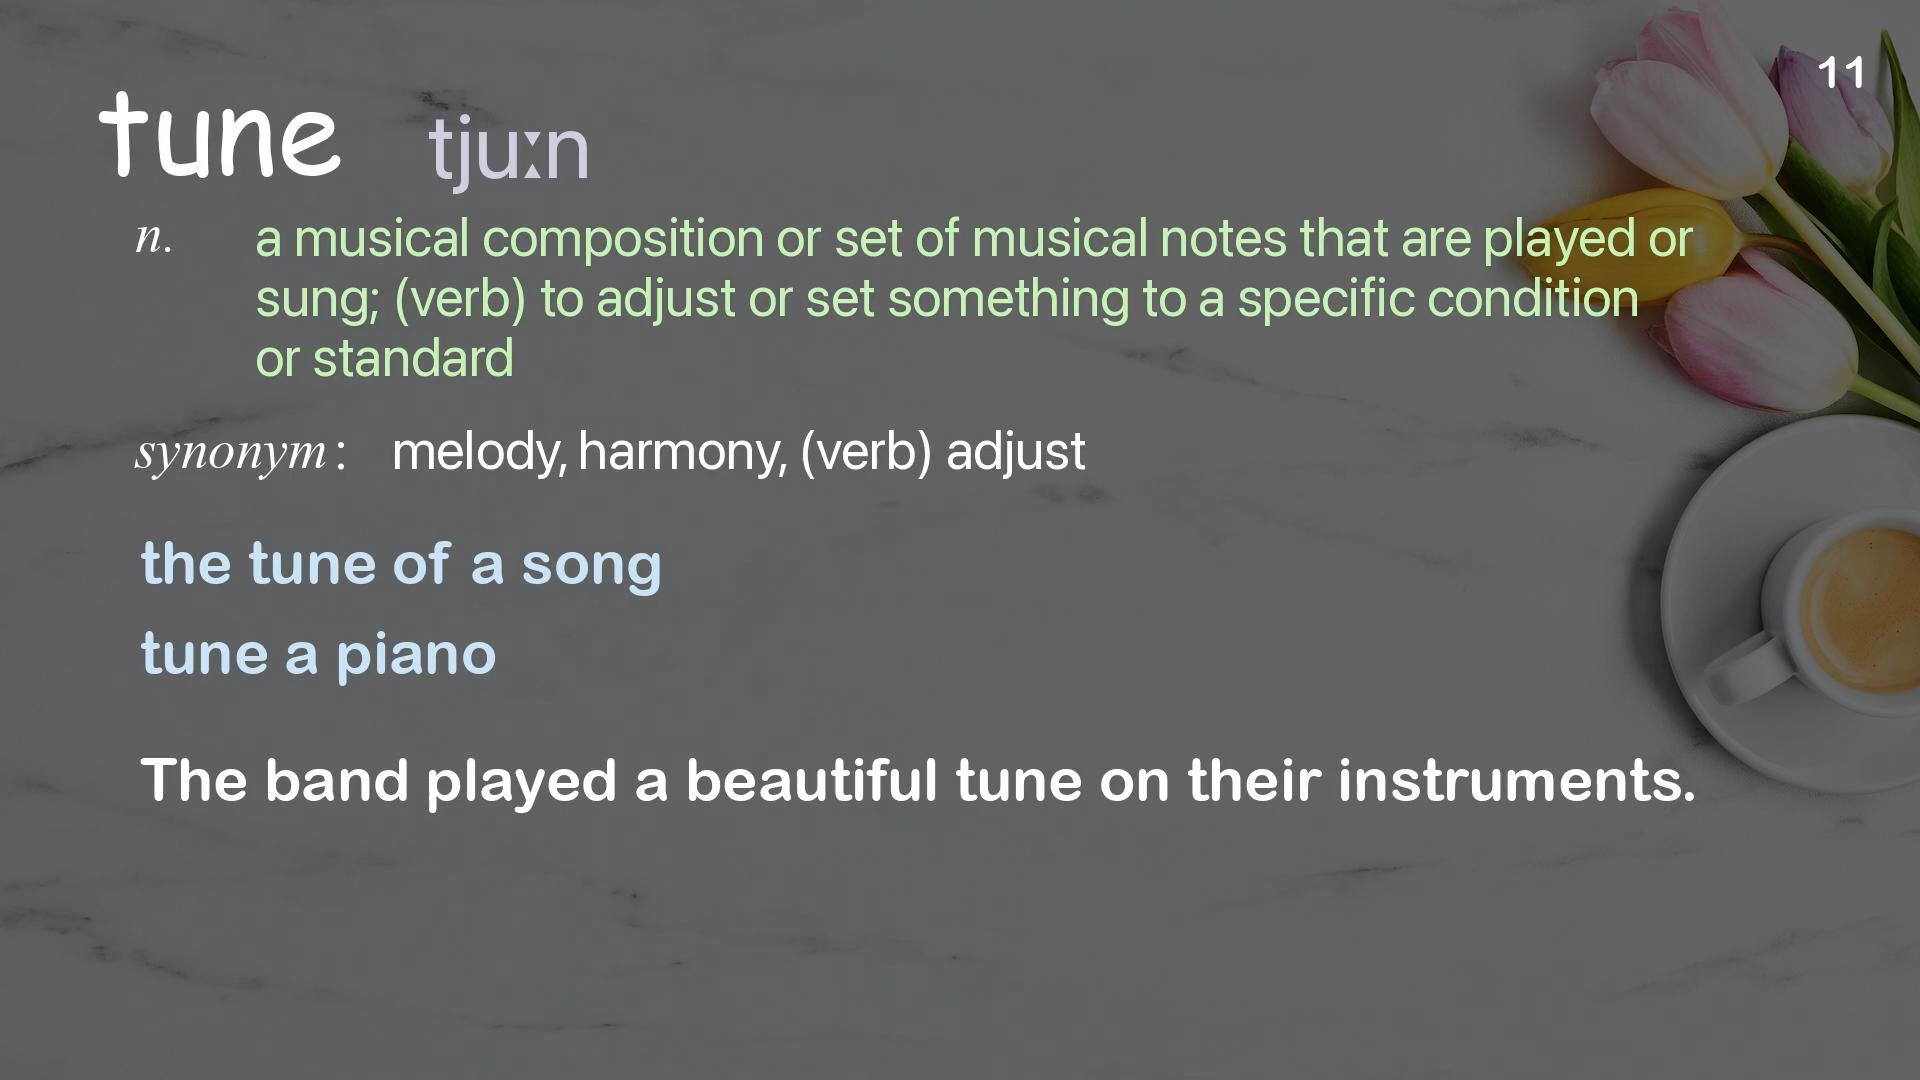 11
tune tjuːn
n. a musical composition or set of musical notes that are played or
sung; (verb) to adjust or set something to a specific condition
or standard
synonym: melody, harmony, (verb) adjust
the tune of a song
tune a piano
The band played a beautiful tune on their instruments.